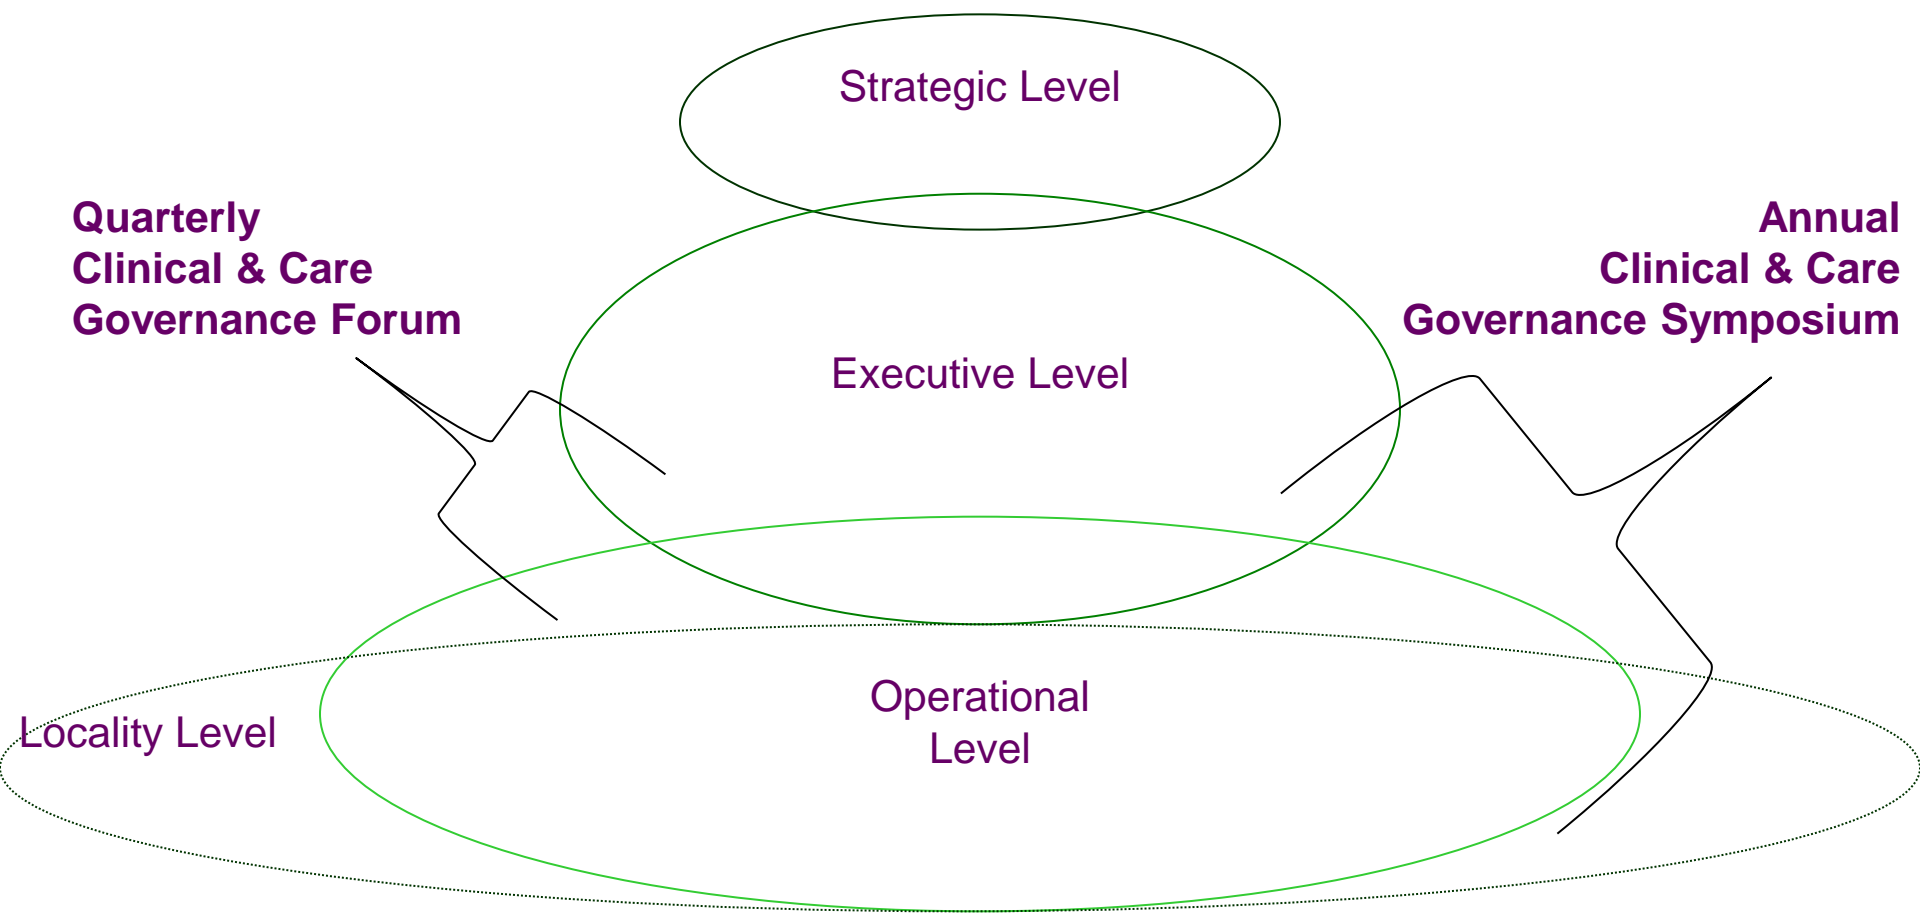 Strategic Level
Quarterly
Clinical & Care
Governance Forum
Annual
Clinical & Care
Governance Symposium
Executive Level
Operational
Level
Locality Level